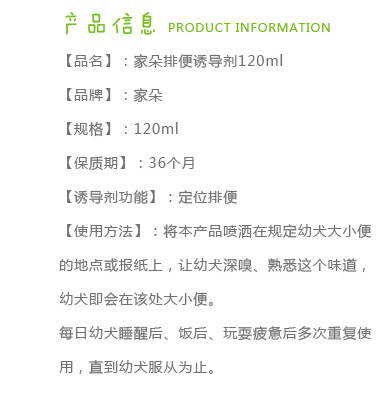 产品信息 PRODUCT INFORMATION
【品名】：家朵排便诱导剂120ml
【品牌】：家朵
【规格】：120ml
【保质期】：36个月
【诱导剂功能】：定位排便
【使用方法】：将本产品喷洒在规定幼犬大小便
的地点或报纸上，让幼犬深嗅、熟悉这个味道，
幼犬即会在该处大小便。
每日幼犬睡醒后、饭后、玩耍疲惫后多次重复使
用，直到幼犬服从为止。